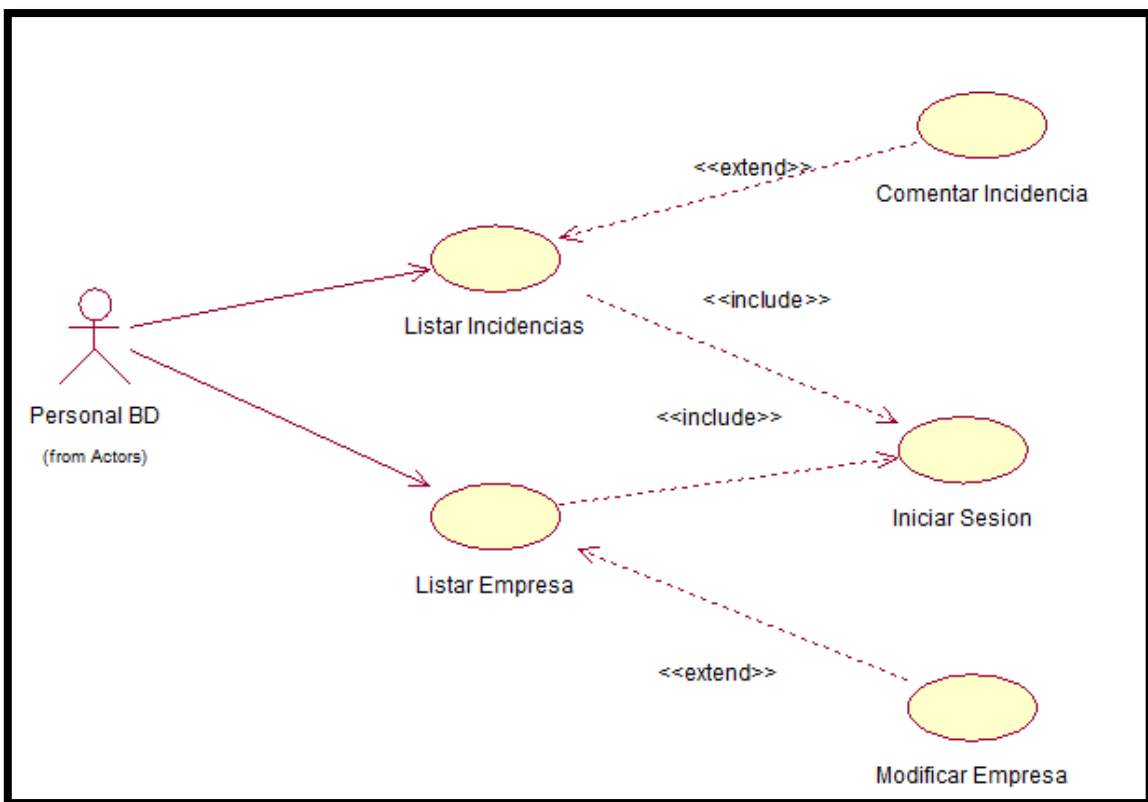 <<extend>>
Comentar Incidencia
<<include>>
Listar Incidencias
Personal BD
(from Actors)
<<include>>
Iniciar Sesion
Listar Empresa
<<extend>>
Modificar Empresa